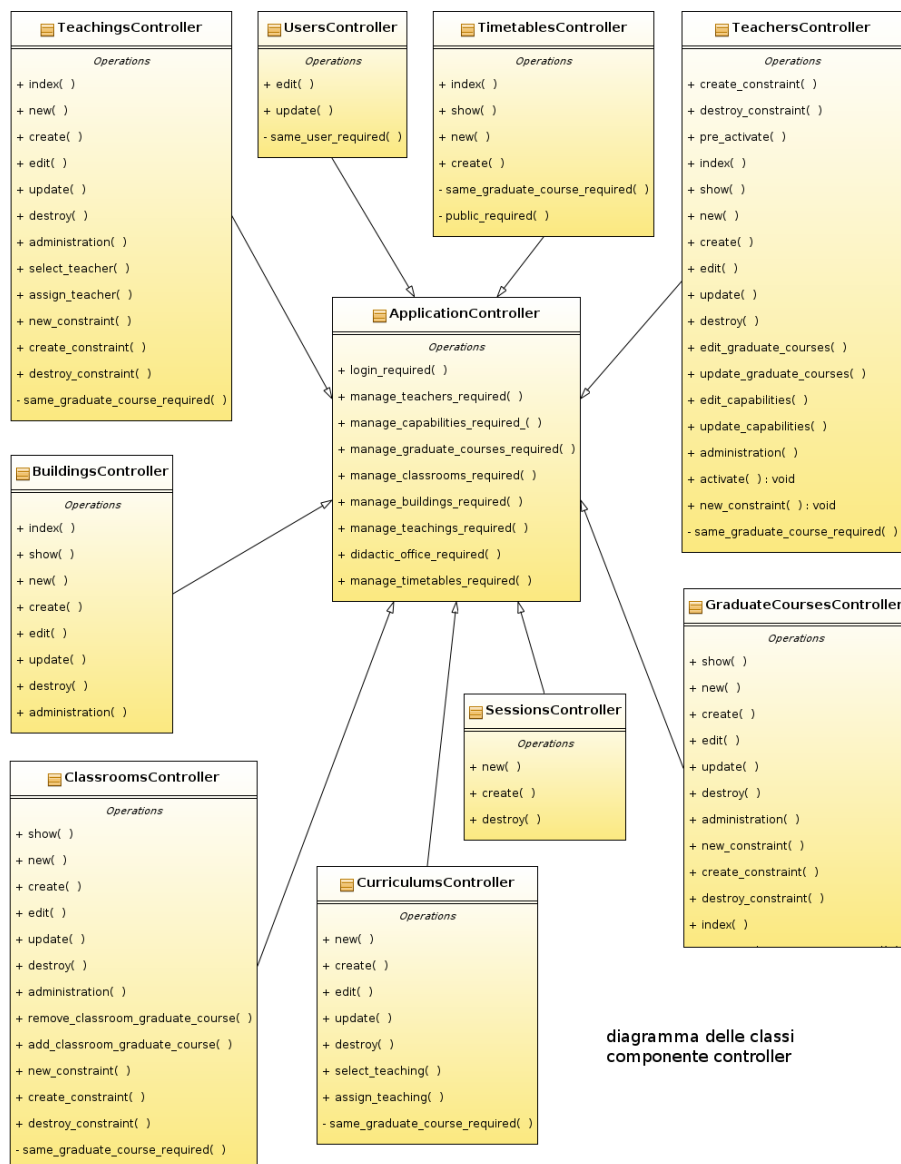 TeachingsController
Operations
+ index( )
+ new( )
+ create( )
+ edit( )
+ update( )
+ destroy( )
+ administration( )
+ select_teacher( )
+ assign_teacher( )
+ new_constraint( )
+ create_constraint( )
+ destroy_constraint( )
- same_graduate_course_required( )
UsersController
Operations
+ edit( )
+ update( )
- same_user_required( )
TimetablesController
Operations
+ index( )
+ show( )
+ new( )
+ create( )
- same_graduate_course_required( )
- public_required( )
TeachersController
Operations
+ create_constraint( )
+ destroy_constraint( )
+ pre_activate( )
+ index( )
+ show( )
+ new( )
+ create( )
+ edit( )
+ update( )
+ destroy( )
+ edit_graduate_courses( )
+ update_graduate_courses( )
+ edit_capabilities( )
+ update_capabilities( )
+ administration( )
+ activate( ) : void
+ new_constraint( ) : void
- same_graduate_course_required( )
ApplicationController
Operations
+ login_required( )
+ manage_teachers_required( )
+ manage_capabilities_required_( )
+ manage_graduate_courses_required( )
+ manage_classrooms_required( )
+ manage_buildings_required( )
+ manage_teachings_required( )
+ didactic_office_required( )
+ manage_timetables_required( )
BuildingsController
Operations
+ index( )
+ show( )
+ new( )
+ create( )
+ edit( )
+ update( )
+ destroy( )
+ administration( )
GraduateCoursesController
Operations
+ show( )
+ new( )
+ create( )
+ edit( )
+ update( )
+ destroy( )
+ administration( )
+ new_constraint( )
+ create_constraint( )
+ destroy_constraint( )
+ index( )
SessionsController
Operations
+ new( )
+ create( )
+ destroy( )
ClassroomsController
Operations
+ show( )
+ new( )
+ create( )
+ edit( )
+ update( )
+ destroy( )
+ administration( )
+ remove_classroom_graduate_course( )
+ add_classroom_graduate_course( )
+ new_constraint( )
+ create_constraint( )
+ destroy_constraint( )
- same_graduate_course_required( )
CurriculumsController
Operations
+ new( )
+ create( )
+ edit( )
+ update( )
+ destroy( )
+ select_teaching( )
+ assign_teaching( )
- same_graduate_course_required( )
diagramma delle classi
componente controller